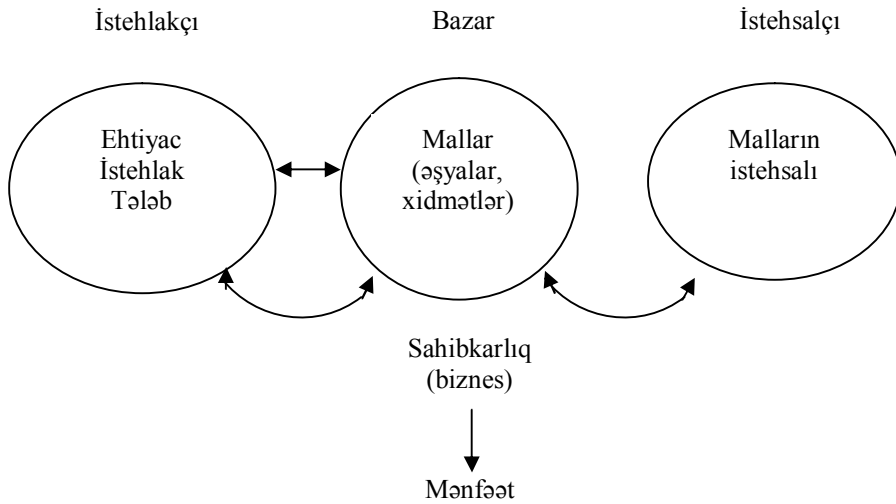 İstehlakçı
Bazar
İstehsalçı
Ehtiyac
İstehlak
Tələb
Mallar
(əşyalar,
xidmətlər)
Malların
istehsalı
Sahibkarlıq
(biznes)
Mənfəət